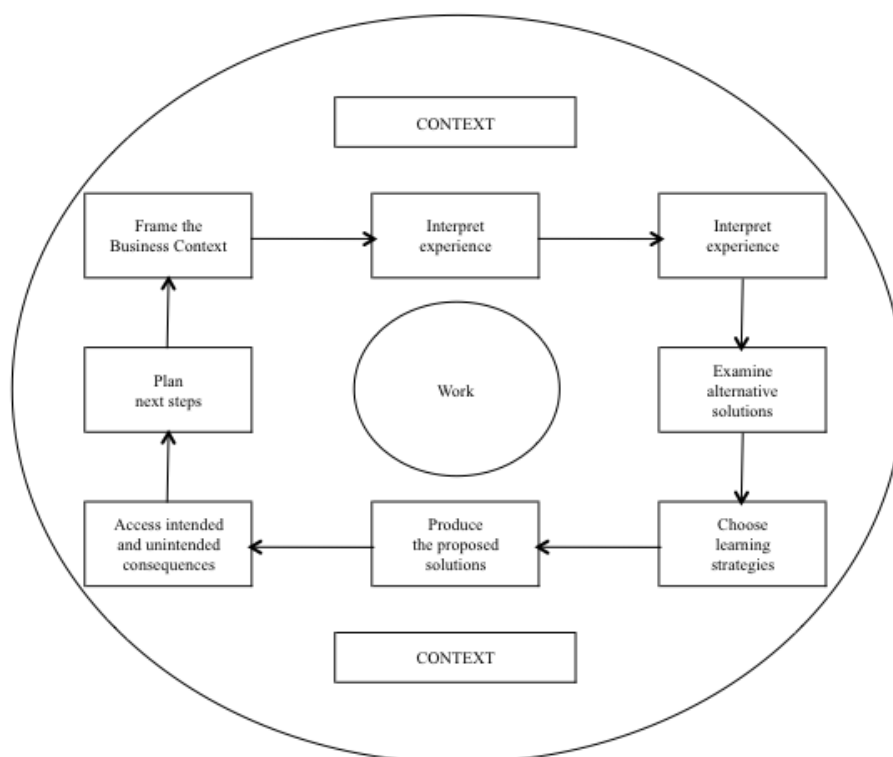 CONTEXT
Frame the
Business Context
Interpret
experience
Interpret
experience
Plan
next steps
Work
Examine
alternative
solutions
Access intended
and unintended
consequences
Produce
the proposed
solutions
Choose
learning
strategies
CONTEXT